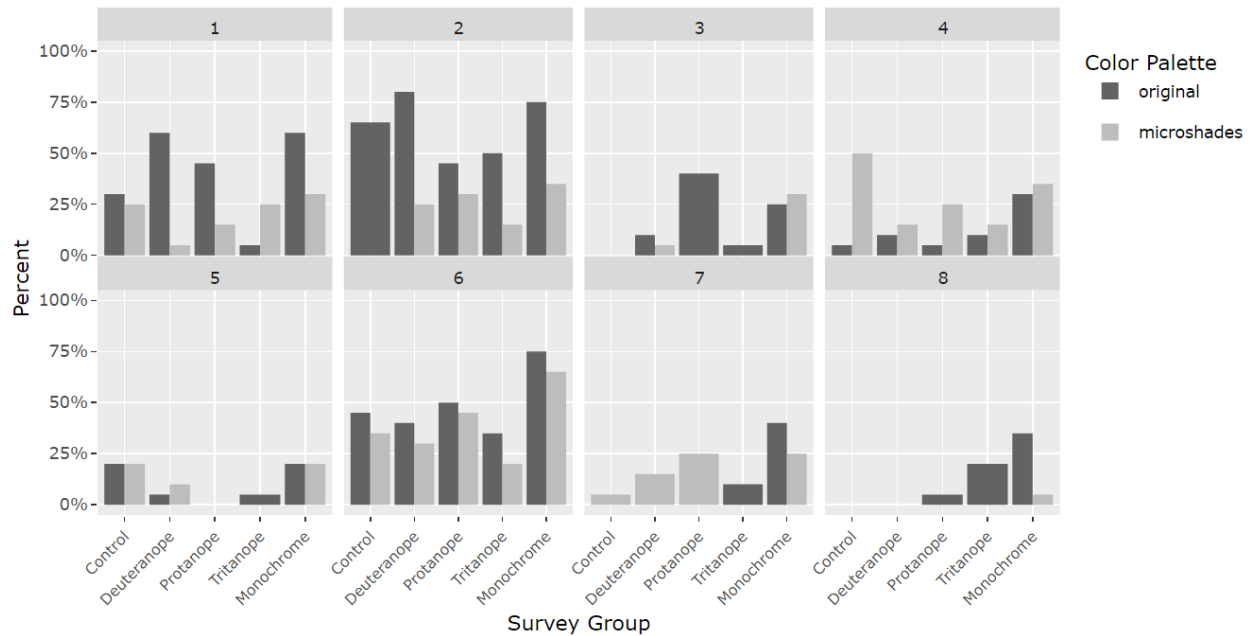 1
2
3
4
100%
75%
50%
25%
0%
5
6
7
8
100%
75%
50%
25%
0%
Percent
Control
Deuteranope
Protanope
Tritanope
Monochrome
Control
Deuteranope
Protanope
Tritanope
Monochrome
Control
Deuteranope
Protanope
Tritanope
Monochrome
Control
Deuteranope
Protanope
Tritanope
Monochrome
Survey Group
Color Palette
original
microshades